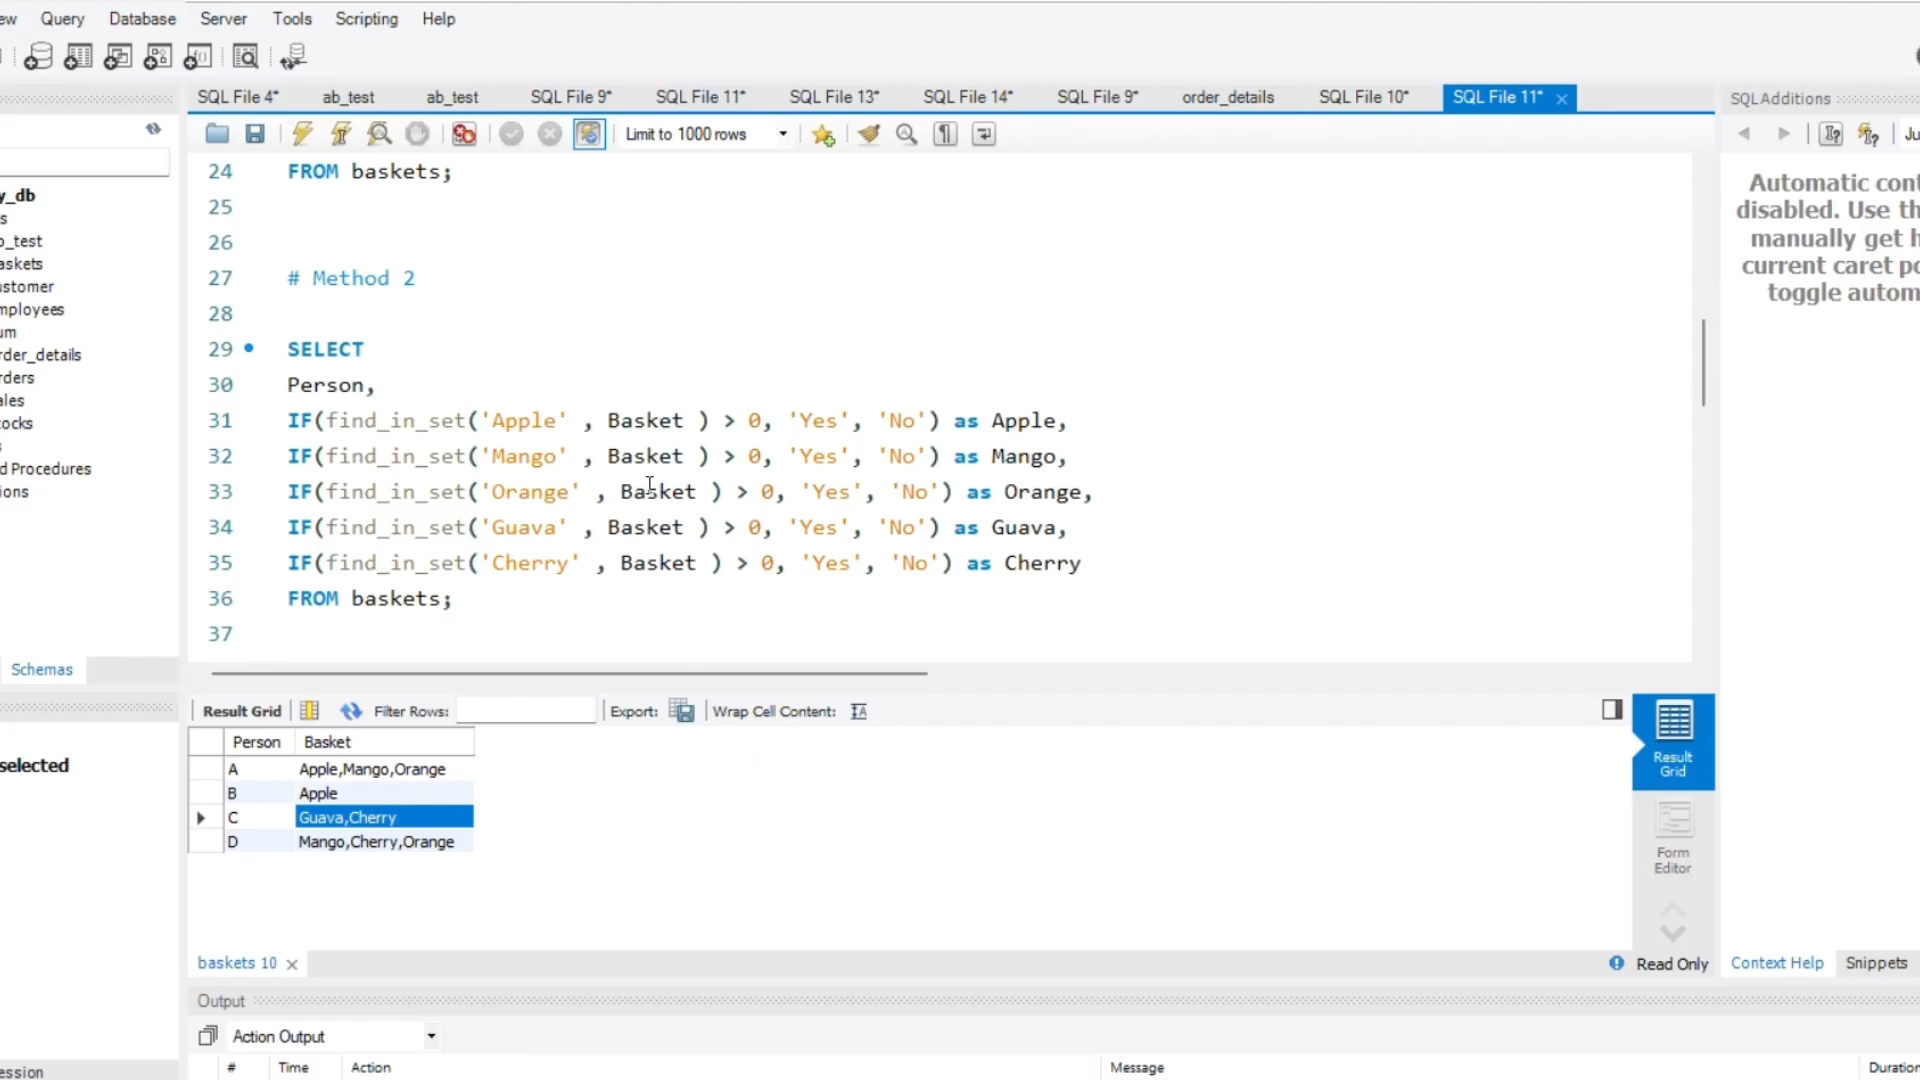 ew Query Database Server Tools Scripting Help
SQL File 4* ab_test ab_test SQL File 9* SQL File 11* SQL File 13* SQL File 14* SQL File 9* order_details SQL File 10* SQL File 11*
SQLAdditions
Limit to 1000 rows
Ju
y_db
s
o_test
askets
ustomer
mployees
um
rder_details
rders
ales
tocks
s
d Procedures
ions
Schemas
selected
ession
24 FROM baskets;
25
26
27 # Method 2
28
29 SELECT
30 Person,
31 IF(find_in_set('Apple' , Basket ) > 0, 'Yes', 'No') as Apple,
32 IF(find_in_set('Mango' , Basket ) > 0, 'Yes', 'No') as Mango,
33 IF(find_in_set('Orange' , Basket ) > 0, 'Yes', 'No') as Orange,
34 IF(find_in_set('Guava' , Basket ) > 0, 'Yes', 'No') as Guava,
35 IF(find_in_set('Cherry' , Basket ) > 0, 'Yes', 'No') as Cherry
36 FROM baskets;
37
Automatic cont
disabled. Use th
manually get h
current caret po
toggle autom
Result Grid Filter Rows: Export: Wrap Cell Content:
Person Basket
A Apple,Mango,Orange
B Apple
C Guava,Cherry
D Mango,Cherry,Orange
Result
Grid
Form
Editor
baskets 10
Read Only
Context Help Snippets
Output
Action Output
# Time Action Message Duration